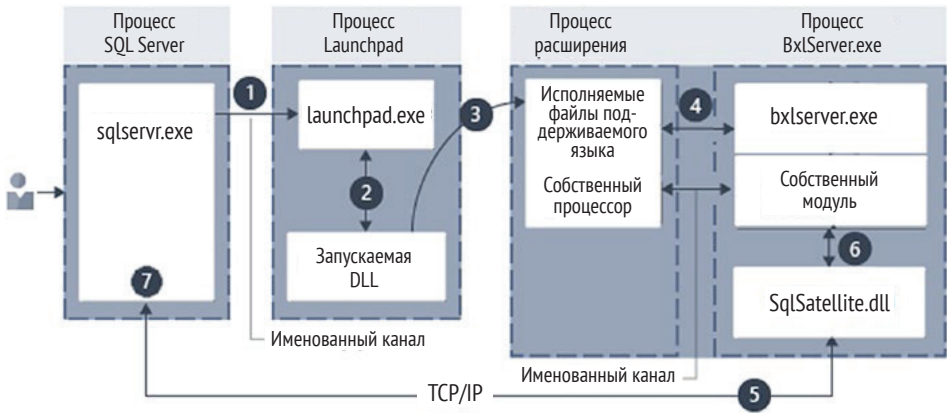 Процесс
SQL Server
Процесс
Launchpad
Процесс
расширения
Процесс
BxlServer.exe
1
sqlservr.exe
launchpad.exe
2
Запускаемая
DLL
3
Исполняемые
файлы под-
держиваемого
языка
Собственный
процессор
4
bxlserver.exe
Собственный
модуль
6
SqlSatellite.dll
7
Именованный канал
Именованный канал
TCP/IP
5